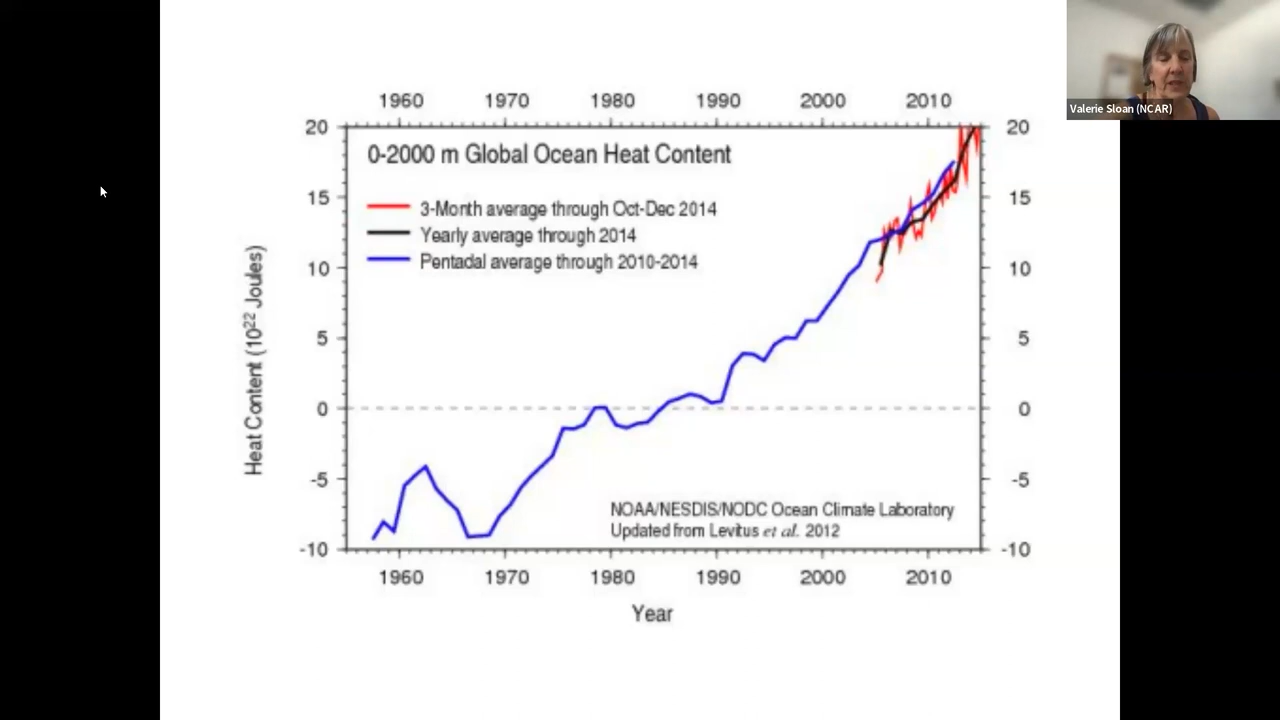 Valerie Sloan (NCAR)
1960 1970 1980 1990 2000 2010
20 20
0-2000 m Global Ocean Heat Content
15 15
3-Month average through Oct-Dec 2014
Yearly average through 2014
10 10
Pentadal average through 2010-2014
Heat Content (10²² Joules)
5 5
0 0
-5 -5
NOAA/NESDIS/NODC Ocean Climate Laboratory
Updated from Levitus et al. 2012
-10 -10
1960 1970 1980 1990 2000 2010
Year